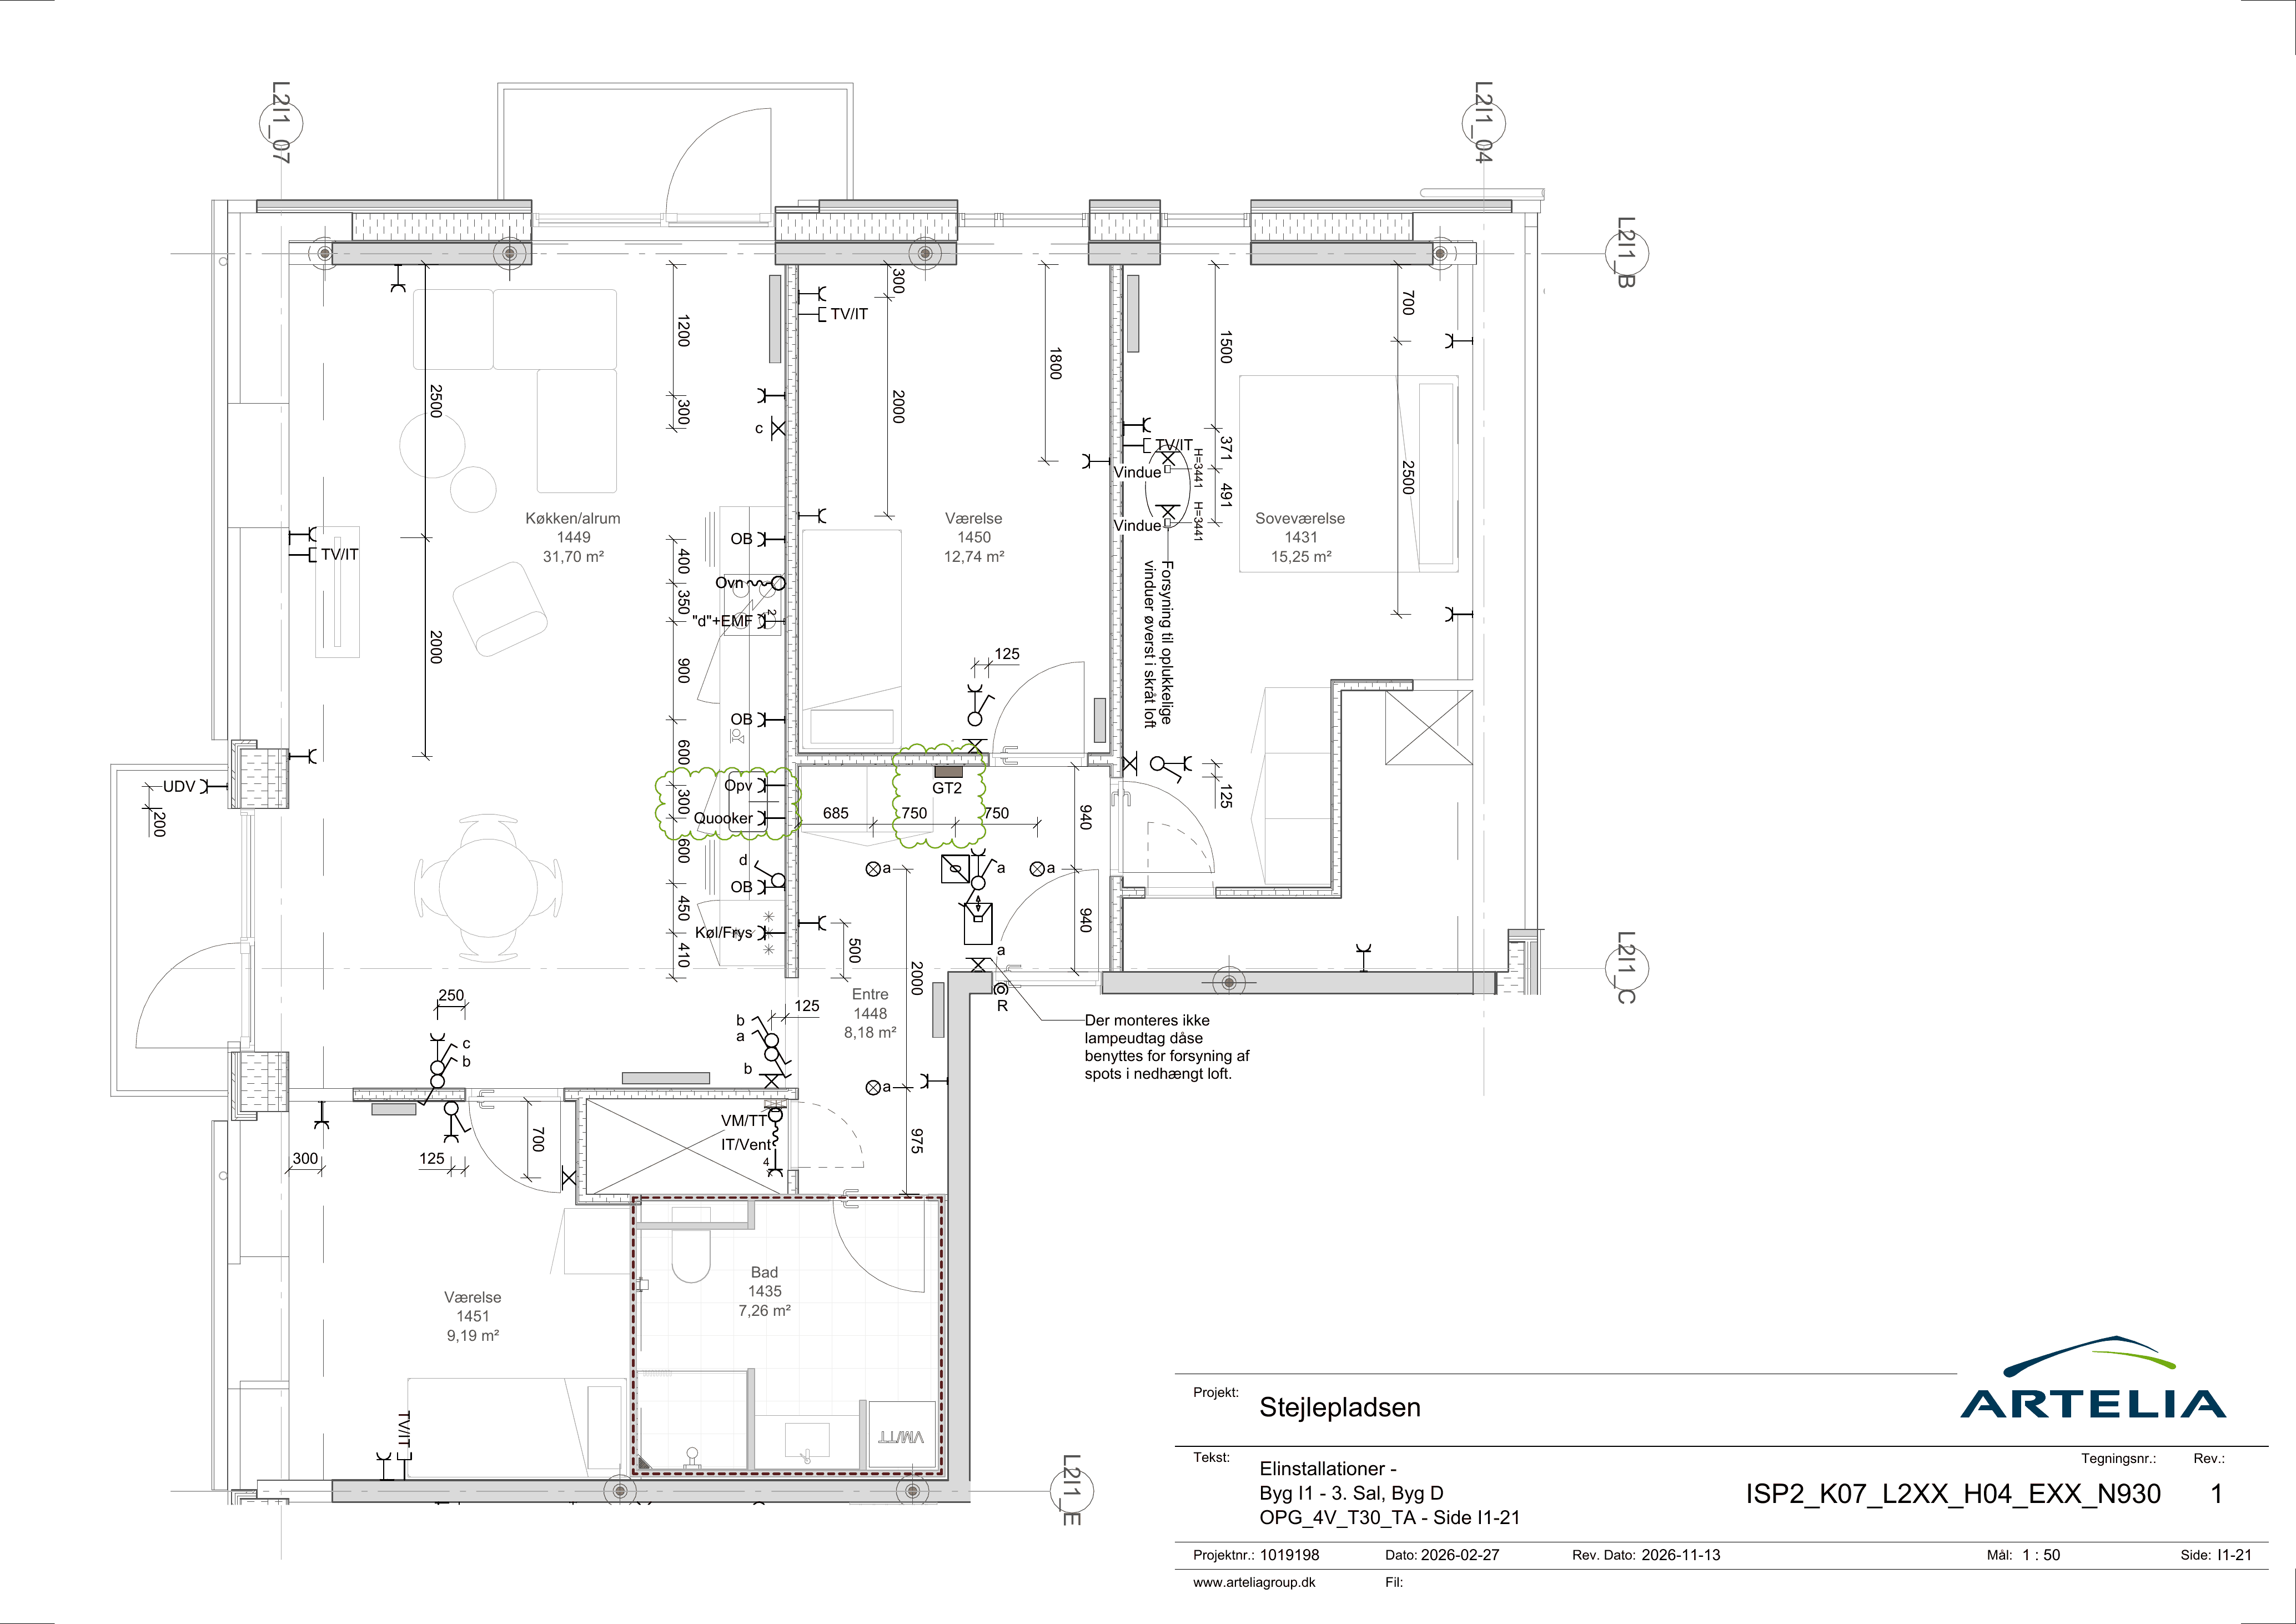 L2I1_07
L2I1_04
L2I1_B
300
1200
2500
TV/IT
700
1500
1800
300
c
2000
371
TV/IT
H=3441
Vindue
491
H=3441
Vindue
2500
Køkken/alrum
1449
31,70 m²
Værelse
1450
12,74 m²
Soveværelse
1431
15,25 m²
OB
TV/IT
400
Ovn
350
2
"d"+EMF
Forsyning til oplukkelige
vinduer øverst i skråt loft
2000
900
125
OB
600
UDV
200
Opv
300
Quooker
GT2
685
750
750
940
125
600
d
OB
a
a
a
450
Køl/Frys
410
500
940
a
2000
L2I1_C
250
Entre
1448
8,18 m²
125
R
b
a
c
b
b
Der monteres ikke
lampeudtag dåse
benyttes for forsyning af
spots i nedhængt loft.
a
VM/TT
IT/Vent
4
700
975
300
125
Bad
1435
7,26 m²
Værelse
1451
9,19 m²
TV/IT
VM/TT
L2I1_E
ARTELIA
Projekt:
Stejlepladsen
Tekst:
Elinstallationer -
Byg I1 - 3. Sal, Byg D
OPG_4V_T30_TA - Side I1-21
Tegningsnr.: Rev.:
ISP2_K07_L2XX_H04_EXX_N930 1
Projektnr.: 1019198 Dato: 2026-02-27 Rev. Dato: 2026-11-13 Mål: 1 : 50 Side: I1-21
www.arteliagroup.dk Fil: